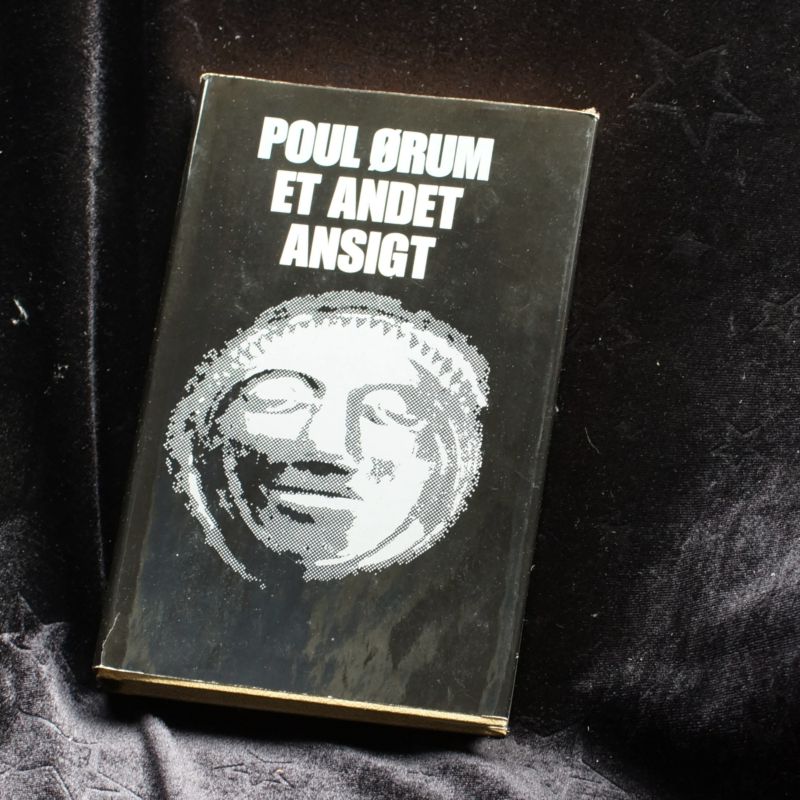 POUL ØRUM
ET ANDET
ANSIGT